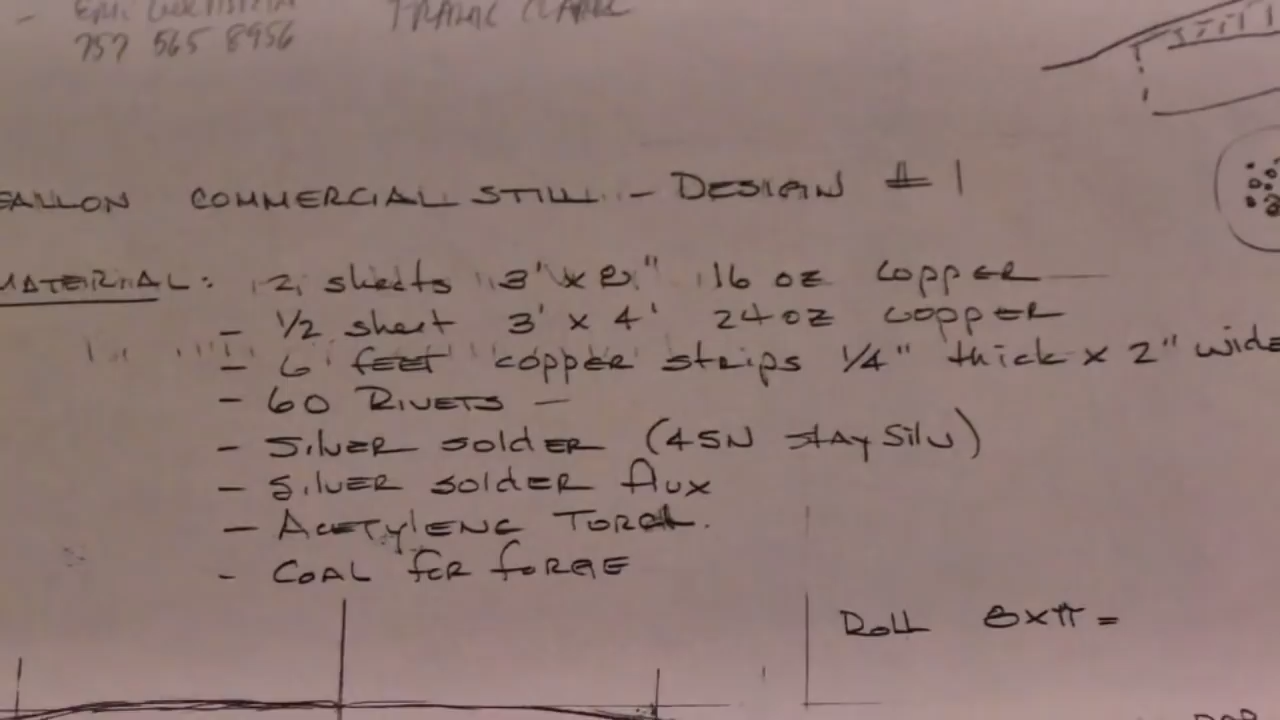 757 565 8956
GALLON COMMERCIAL STILL - DESIGN # 1
MATERIAL: 2 sheets 3' x 8" 16 oz copper
- 1/2 sheet 3' x 4' 24 oz copper
- 6 feet copper strips 1/4" thick x 2" wide
- 60 RIVETS -
- SILVER solder (45N staySilv)
- SILVER solder flux
- ACETYLENE TORCH.
- COAL for forge
Roll 8xπ =